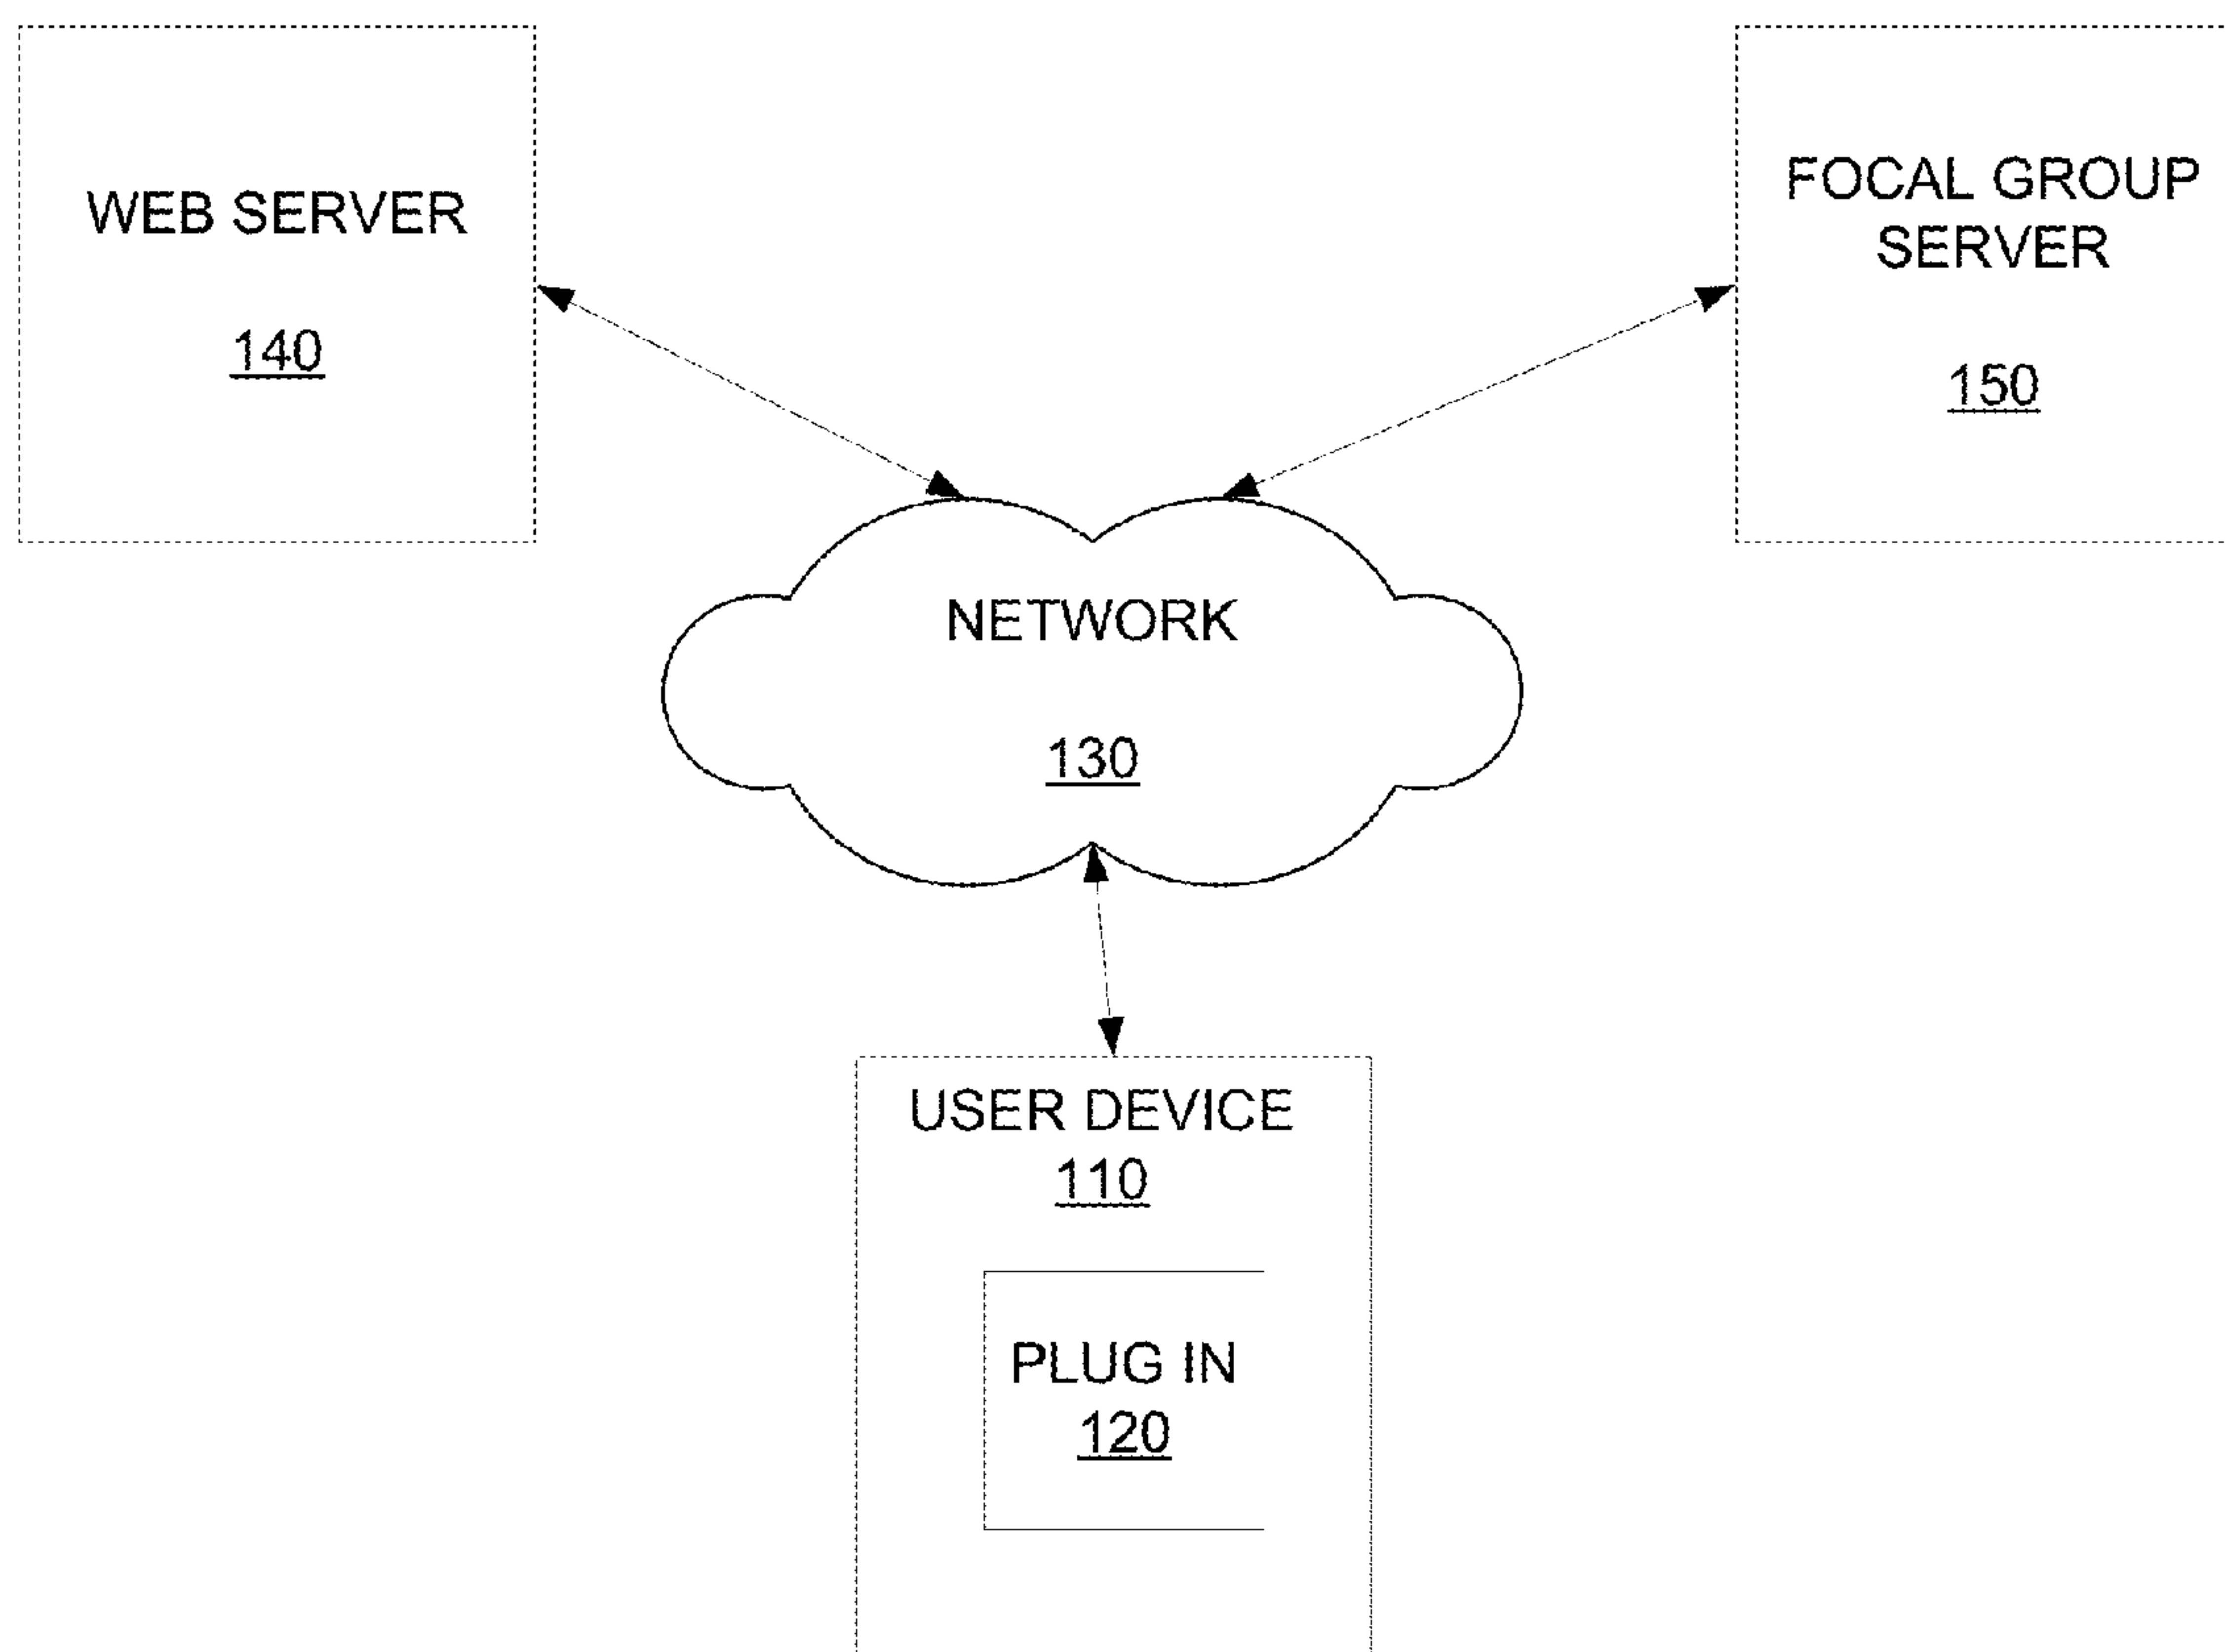 WEB SERVER
140
FOCAL GROUP
SERVER
150
NETWORK
130
USER DEVICE
110
PLUG IN
120